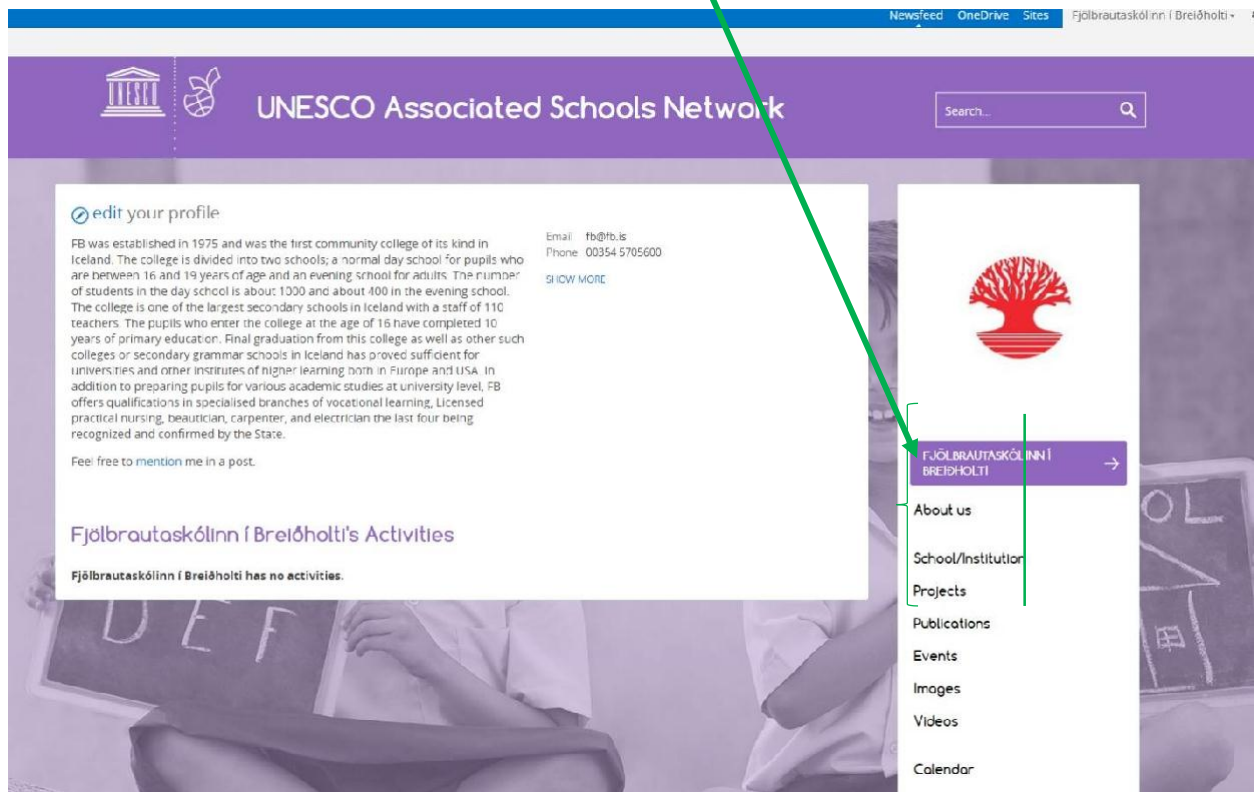 Newsfeed OneDrive Sites Fjölbrautaskólinn í Breiðholti
UNESCO
UNESCO Associated Schools Network
Search...
edit your profile
FB was established in 1975 and was the first community college of its kind in
Iceland. The college is divided into two schools; a normal day school for pupils who
are between 16 and 19 years of age and an evening school for adults. The number
of students in the day school is about 1000 and about 400 in the evening school.
The college is one of the largest secondary schools in Iceland with a staff of 110
teachers. The pupils who enter the college at the age of 16 have completed 10
years of primary education. Final graduation from this college as well as other such
colleges or secondary grammar schools in Iceland has proved sufficient for
universities and other institutes of higher learning both in Europe and USA. In
addition to preparing pupils for various academic studies at university level, FB
offers qualifications in specialised branches of vocational learning, Licensed
practical nursing, beautician, carpenter, and electrician the last four being
recognized and confirmed by the State.
Feel free to mention me in a post.
Email fb@fb.is
Phone 00354 5705600
SHOW MORE
Fjölbrautaskólinn í Breiðholti's Activities
Fjölbrautaskólinn í Breiðholti has no activities.
FJÖLBRAUTASKÓLINN Í
BREIÐHOLTI
About us
School/Institution
Projects
Publications
Events
Images
Videos
Calendar
DEF
OL